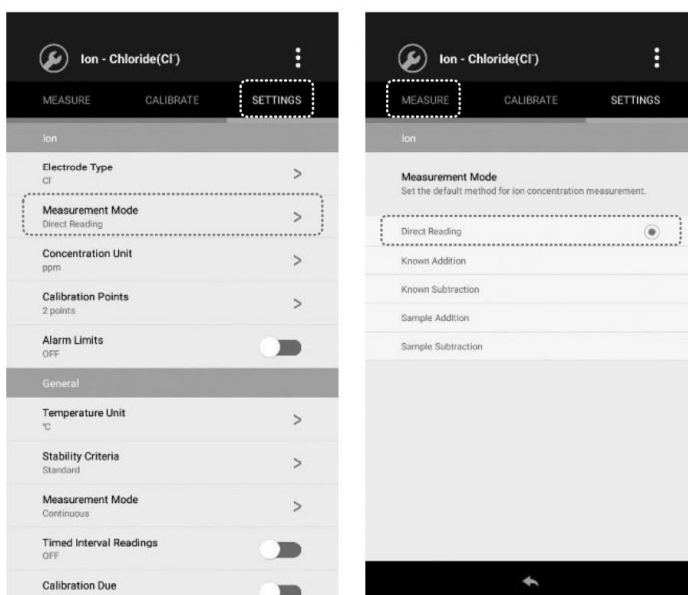 Ion - Chloride(Cl⁻)
MEASURE CALIBRATE SETTINGS
Ion
Electrode Type
Cl⁻
Measurement Mode
Direct Reading
Concentration Unit
ppm
Calibration Points
2 points
Alarm Limits
OFF
General
Temperature Unit
°C
Stability Criteria
Standard
Measurement Mode
Continuous
Timed Interval Readings
OFF
Calibration Due
Ion - Chloride(Cl⁻)
MEASURE CALIBRATE SETTINGS
Ion
Measurement Mode
Set the default method for ion concentration measurement.
Direct Reading
Known Addition
Known Subtraction
Sample Addition
Sample Subtraction